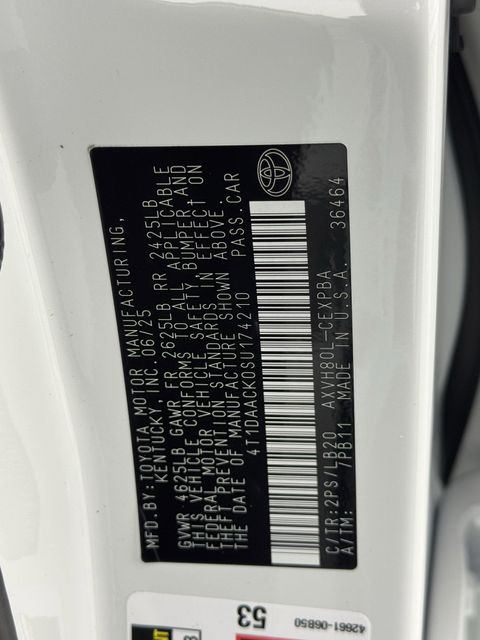 MFD.BY:TOYOTA MOTOR MANUFACTURING,
KENTUCKY, INC. 06/25
GVWR 4625LB GAWR FR 2625LB RR 2425LB
THIS VEHICLE CONFORMS TO ALL APPLICABLE
FEDERAL MOTOR VEHICLE SAFETY, BUMPER AND
THEFT PREVENTION STANDARDS IN EFFECT ON
THE DATE OF MANUFACTURE SHOWN ABOVE.
4T1DAACK0SU174210 PASS.CAR
C/TR:2PS/LB20 AXVH80L-CEXPBA
A/TM: /PB11 MADE IN U.S.A. 36464
53
42661-06B50